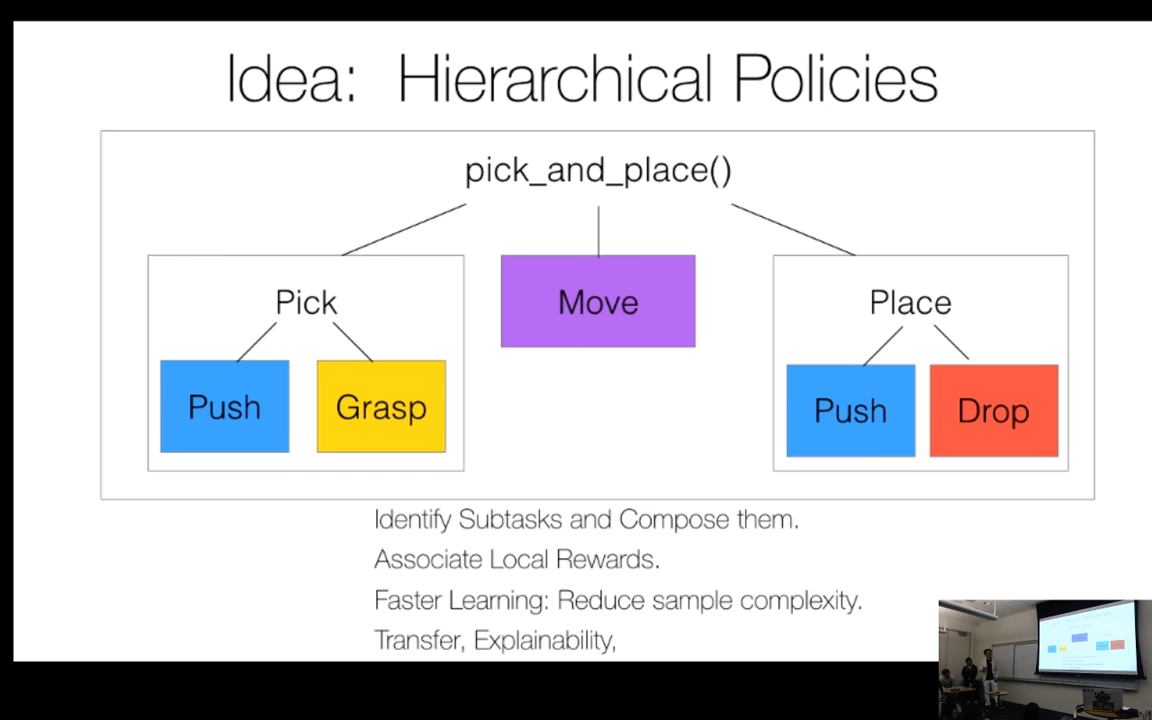 Idea: Hierarchical Policies
pick_and_place()
Pick
Move
Place
Push
Grasp
Push
Drop
Identify Subtasks and Compose them.
Associate Local Rewards.
Faster Learning: Reduce sample complexity.
Transfer, Explainability,